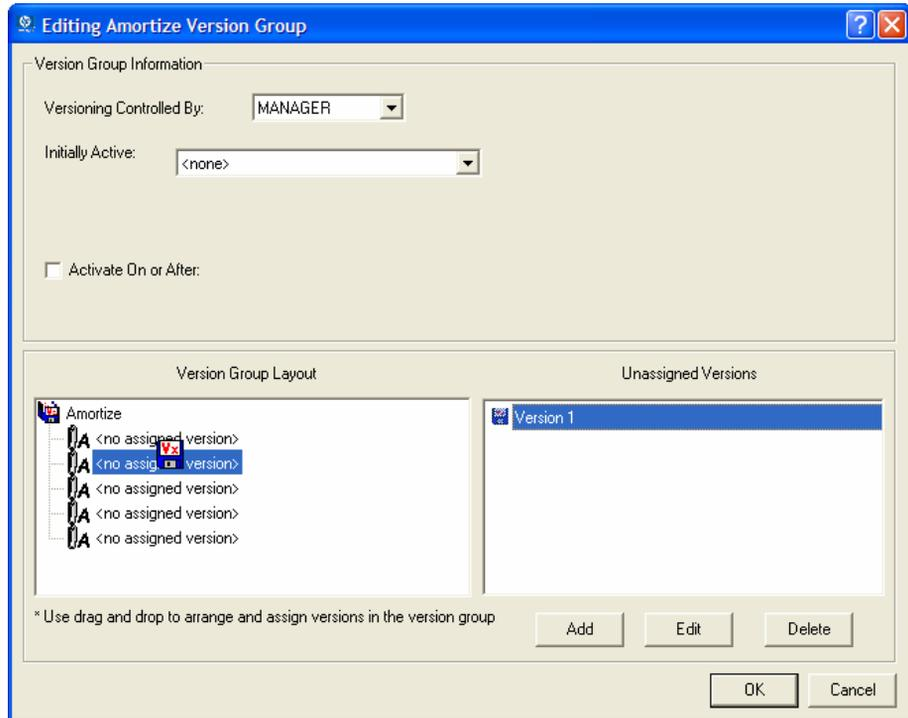 Editing Amortize Version Group
Version Group Information
Versioning Controlled By: MANAGER
Initially Active: <none>
Activate On or After:
Version Group Layout
Unassigned Versions
Amortize
<no assigned version>
<no assigned version>
<no assigned version>
<no assigned version>
<no assigned version>
Version 1
* Use drag and drop to arrange and assign versions in the version group
Add
Edit
Delete
OK
Cancel